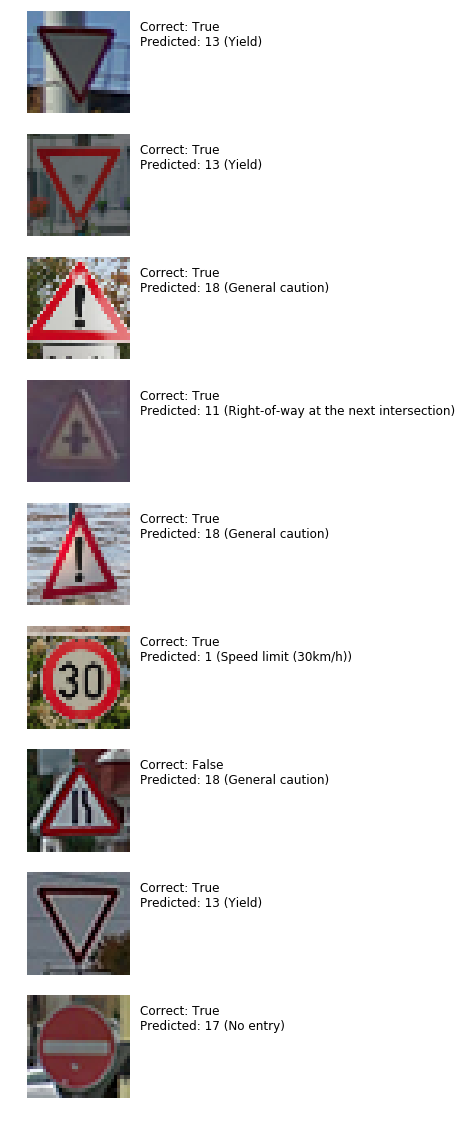 Correct: True
Predicted: 13 (Yield)
Correct: True
Predicted: 13 (Yield)
Correct: True
Predicted: 18 (General caution)
Correct: True
Predicted: 11 (Right-of-way at the next intersection)
Correct: True
Predicted: 18 (General caution)
Correct: True
Predicted: 1 (Speed limit (30km/h))
30
Correct: False
Predicted: 18 (General caution)
Correct: True
Predicted: 13 (Yield)
Correct: True
Predicted: 17 (No entry)